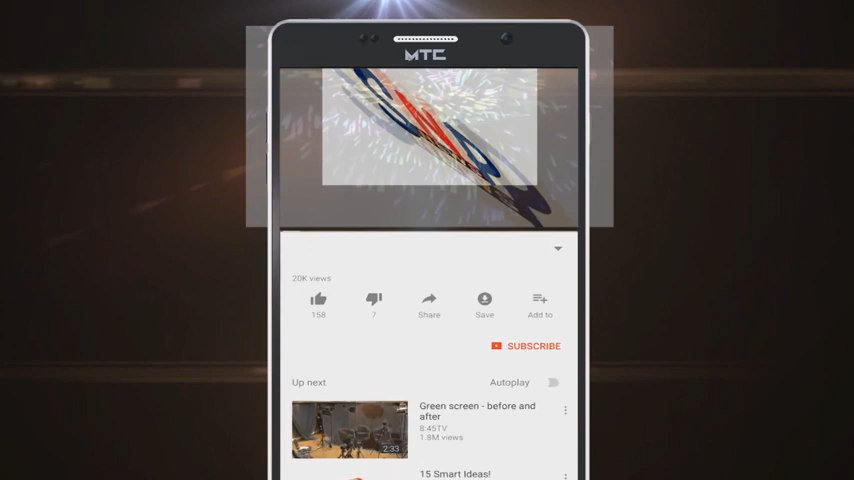 MTC
20K views
158
7
Share
Save
Add to
SUBSCRIBE
Up next
Autoplay
Green screen - before and
after
8:45TV
1.8M views
2:33
15 Smart Ideas!